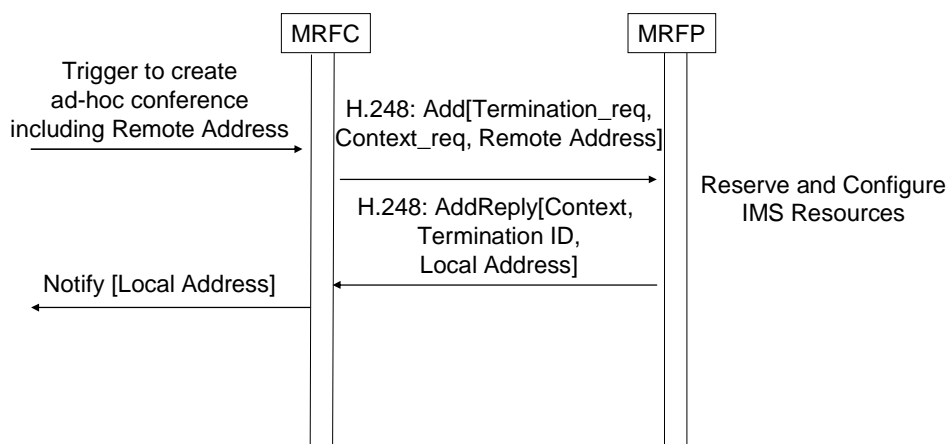 MRFC
MRFP
Trigger to create
ad-hoc conference
including Remote Address
H.248: Add[Termination_req,
Context_req, Remote Address]
Reserve and Configure
IMS Resources
H.248: AddReply[Context,
Termination ID,
Local Address]
Notify [Local Address]